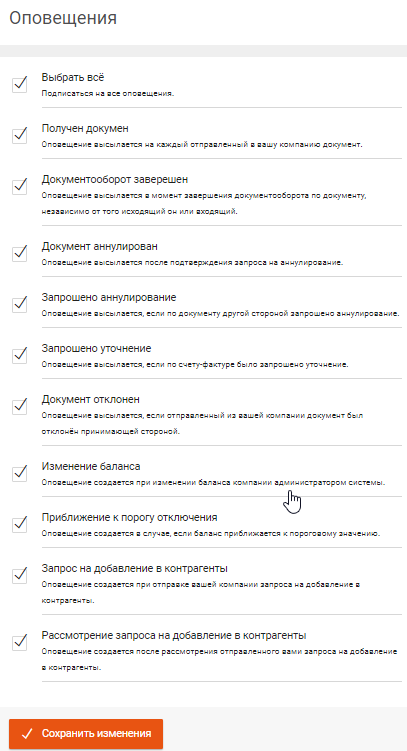 Оповещения
Выбрать всё
Подписаться на все оповещения.
Получен докумен
Оповещение высылается на каждый отправленный в вашу компанию документ.
Документооборот заверешен
Оповещение высылается в момент завершения документооборота по документу,
независимо от того исходящий он или входящий.
Документ аннулирован
Оповещение высылается после подтверждения запроса на аннулирование.
Запрошено аннулирование
Оповещение высылается, если по документу другой стороной запрошено аннулирование.
Запрошено уточнение
Оповещение высылается, если по счету-фактуре было запрошено уточнение.
Документ отклонен
Оповещение высылается, если отправленный из вашей компании документ был
отклонён принимающей стороной.
Изменение баланса
Оповещение создается при изменении баланса компании администратором системы.
Приближение к порогу отключения
Оповещение создается в случае, если баланс приближается к пороговому значению.
Запрос на добавление в контрагенты
Оповещение создается при отправке вашей компании запроса на добавление в
контрагенты.
Рассмотрение запроса на добавление в контрагенты
Оповещение создается после рассмотрения отправленного вами запроса на добавление
в контрагенты.
Сохранить изменения